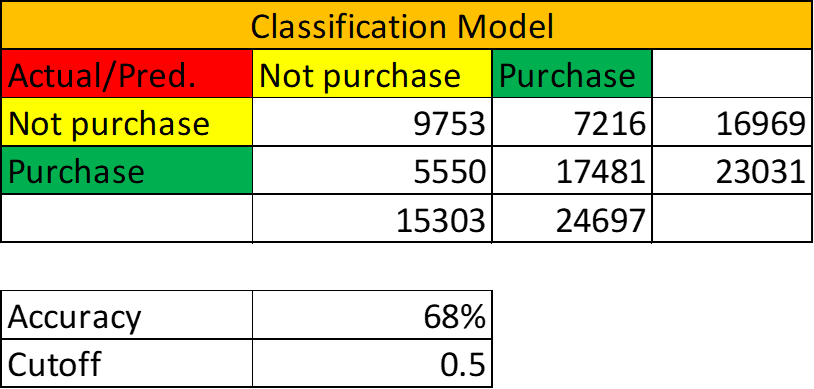 Classification Model
Actual/Pred. Not purchase Purchase
Not purchase 9753 7216 16969
Purchase 5550 17481 23031
15303 24697
Accuracy 68%
Cutoff 0.5